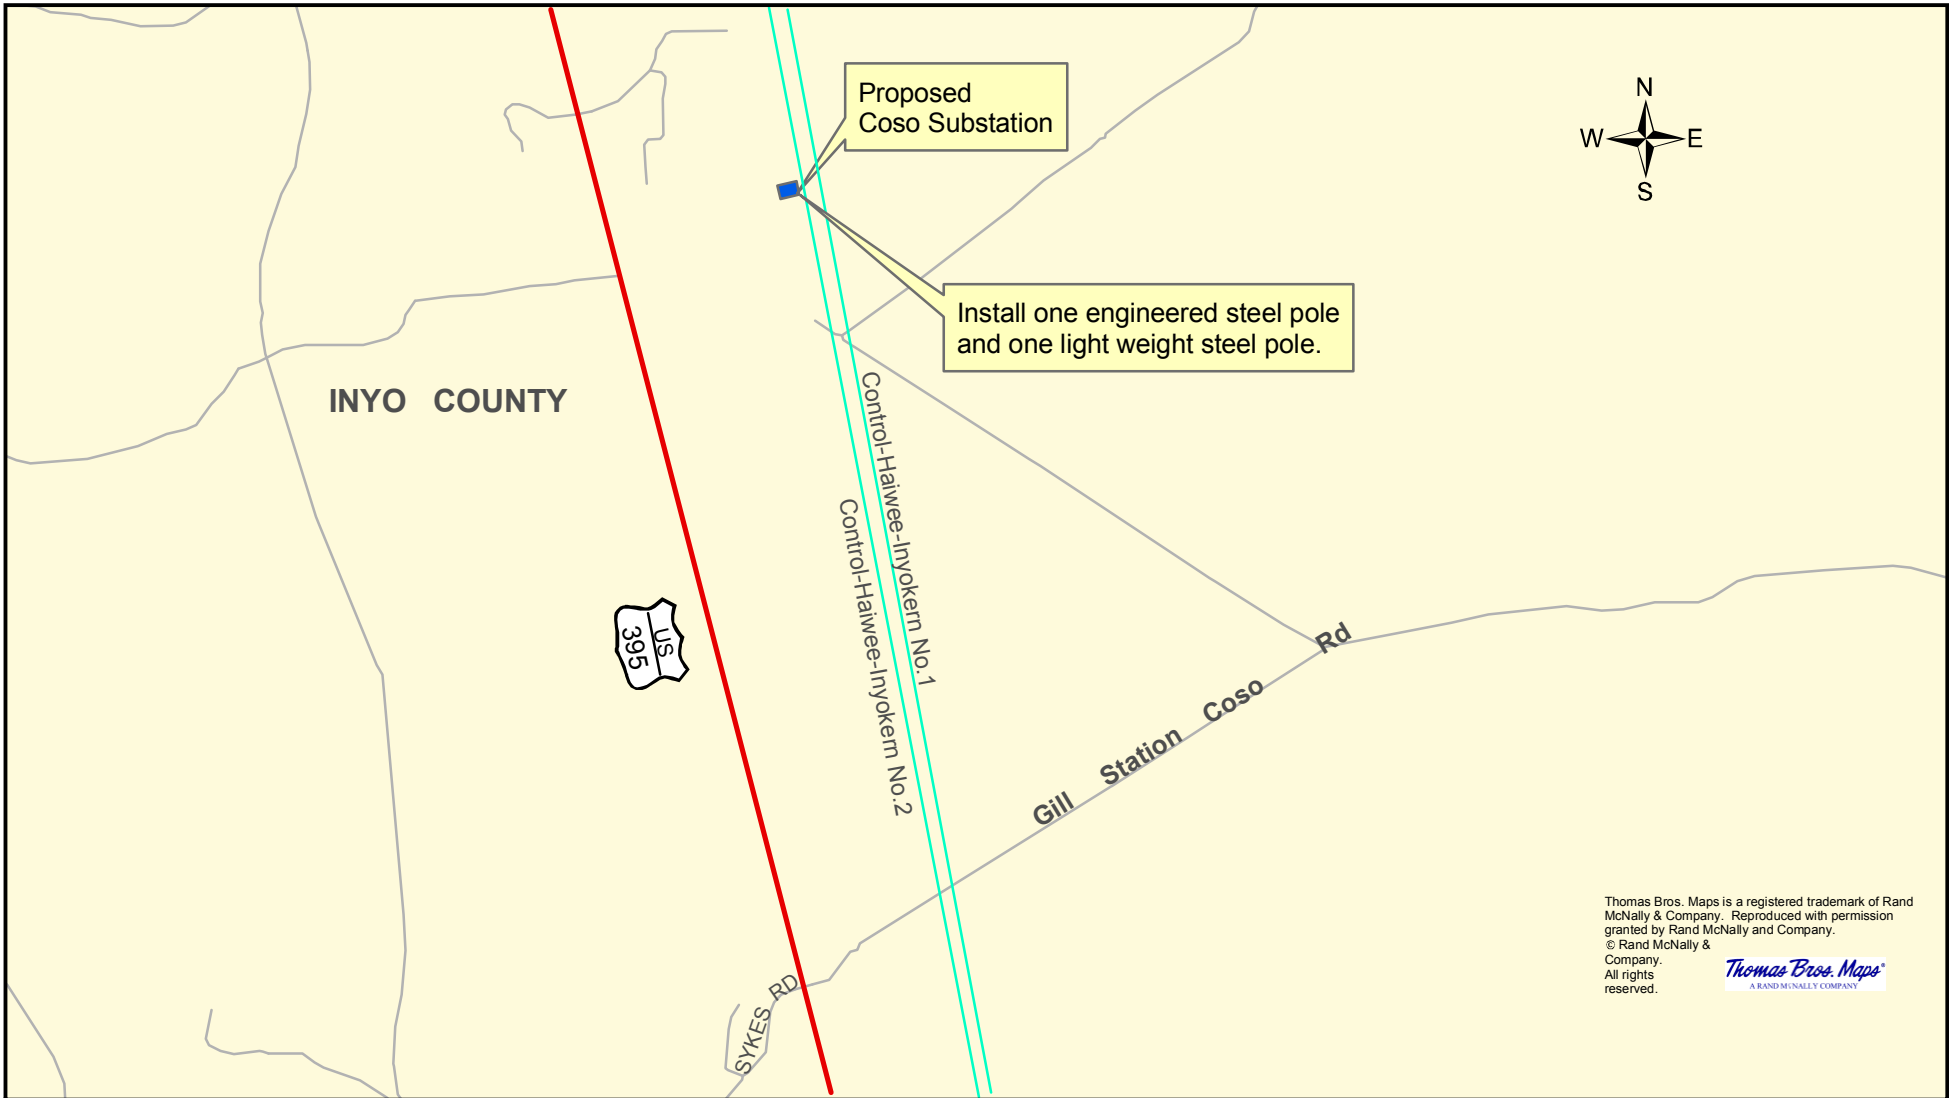 Proposed
Coso Substation
N
W E
S
Install one engineered steel pole
and one light weight steel pole.
INYO COUNTY
Control-Haiwee-Inyokern No.1
Control-Haiwee-Inyokern No.2
US
395
Gill Station Coso Rd
SYKES RD
Thomas Bros. Maps is a registered trademark of Rand
McNally & Company. Reproduced with permission
granted by Rand McNally and Company.
© Rand McNally &
Company.
All rights
reserved.
Thomas Bros. Maps®
A RAND MCNALLY COMPANY